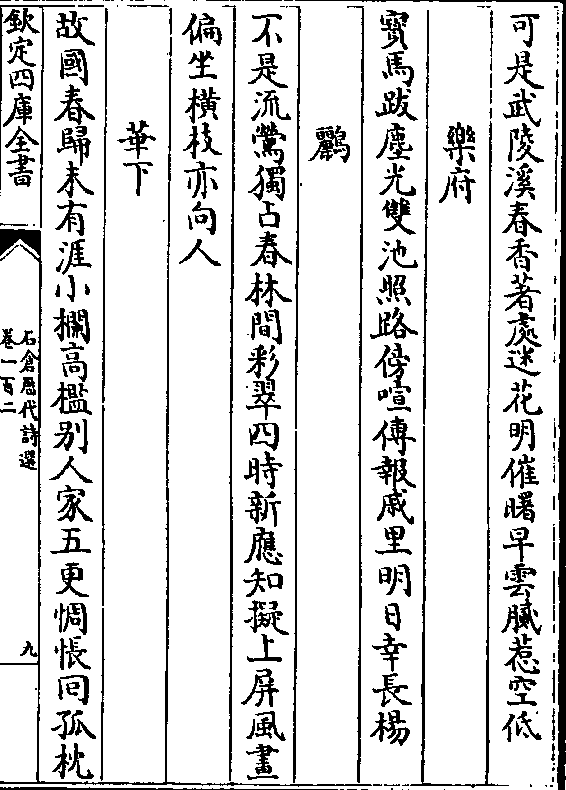 可是武陵溪春香著處迷花明催曙早雲膩惹空低
樂府
寶馬跋塵光雙池照路傍喧傳報戚里明日幸長楊
鸝
不是流鶯獨占春林間彩翠四時新應知擬上屏風畫
偏坐橫枝亦向人
華下
故國春歸未有涯小欄高檻别人家五更惆悵囘孤枕
欽定四庫全書
石倉歷代詩選
卷一百二
九